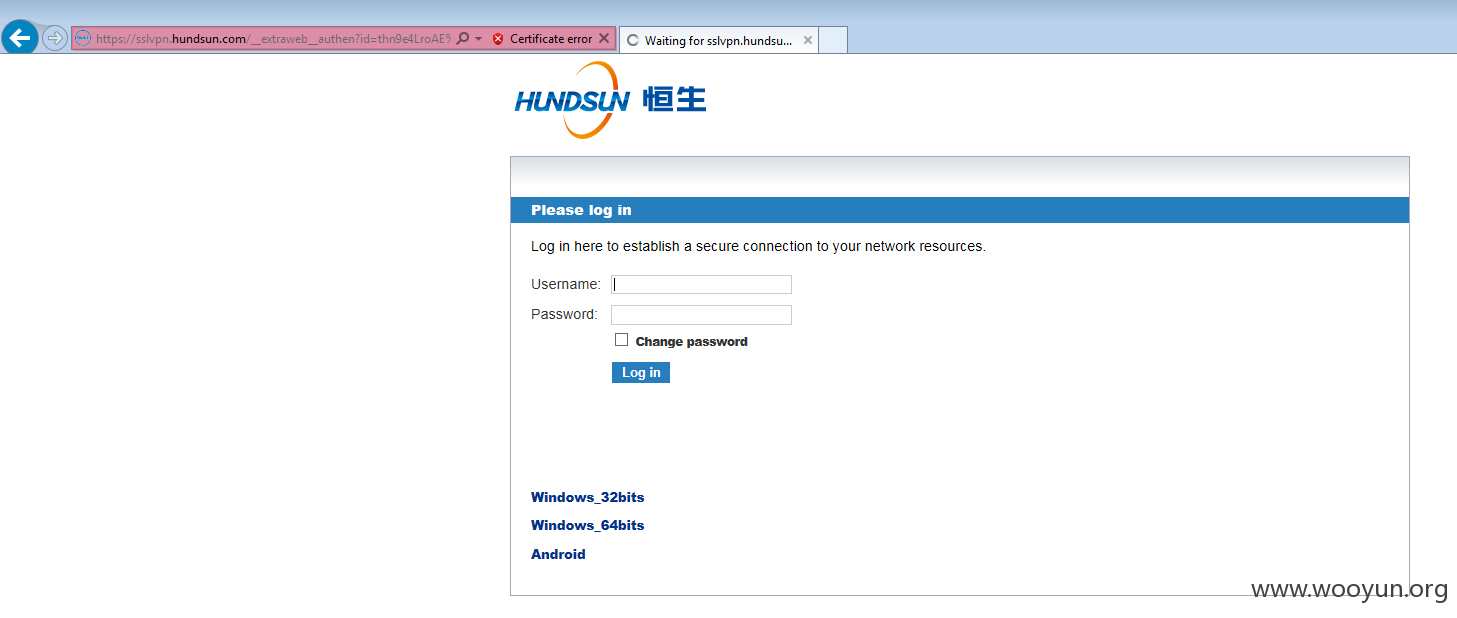 https://sslvpn.hundsun.com/__extraweb__authen?id=thn9e4LroAE9 Certificate error
Waiting for sslvpn.hundsu...
HUNDSUN 恒生
Please log in
Log in here to establish a secure connection to your network resources.
Username:
Password:
Change password
Log in
Windows_32bits
Windows_64bits
Android
www.wooyun.org